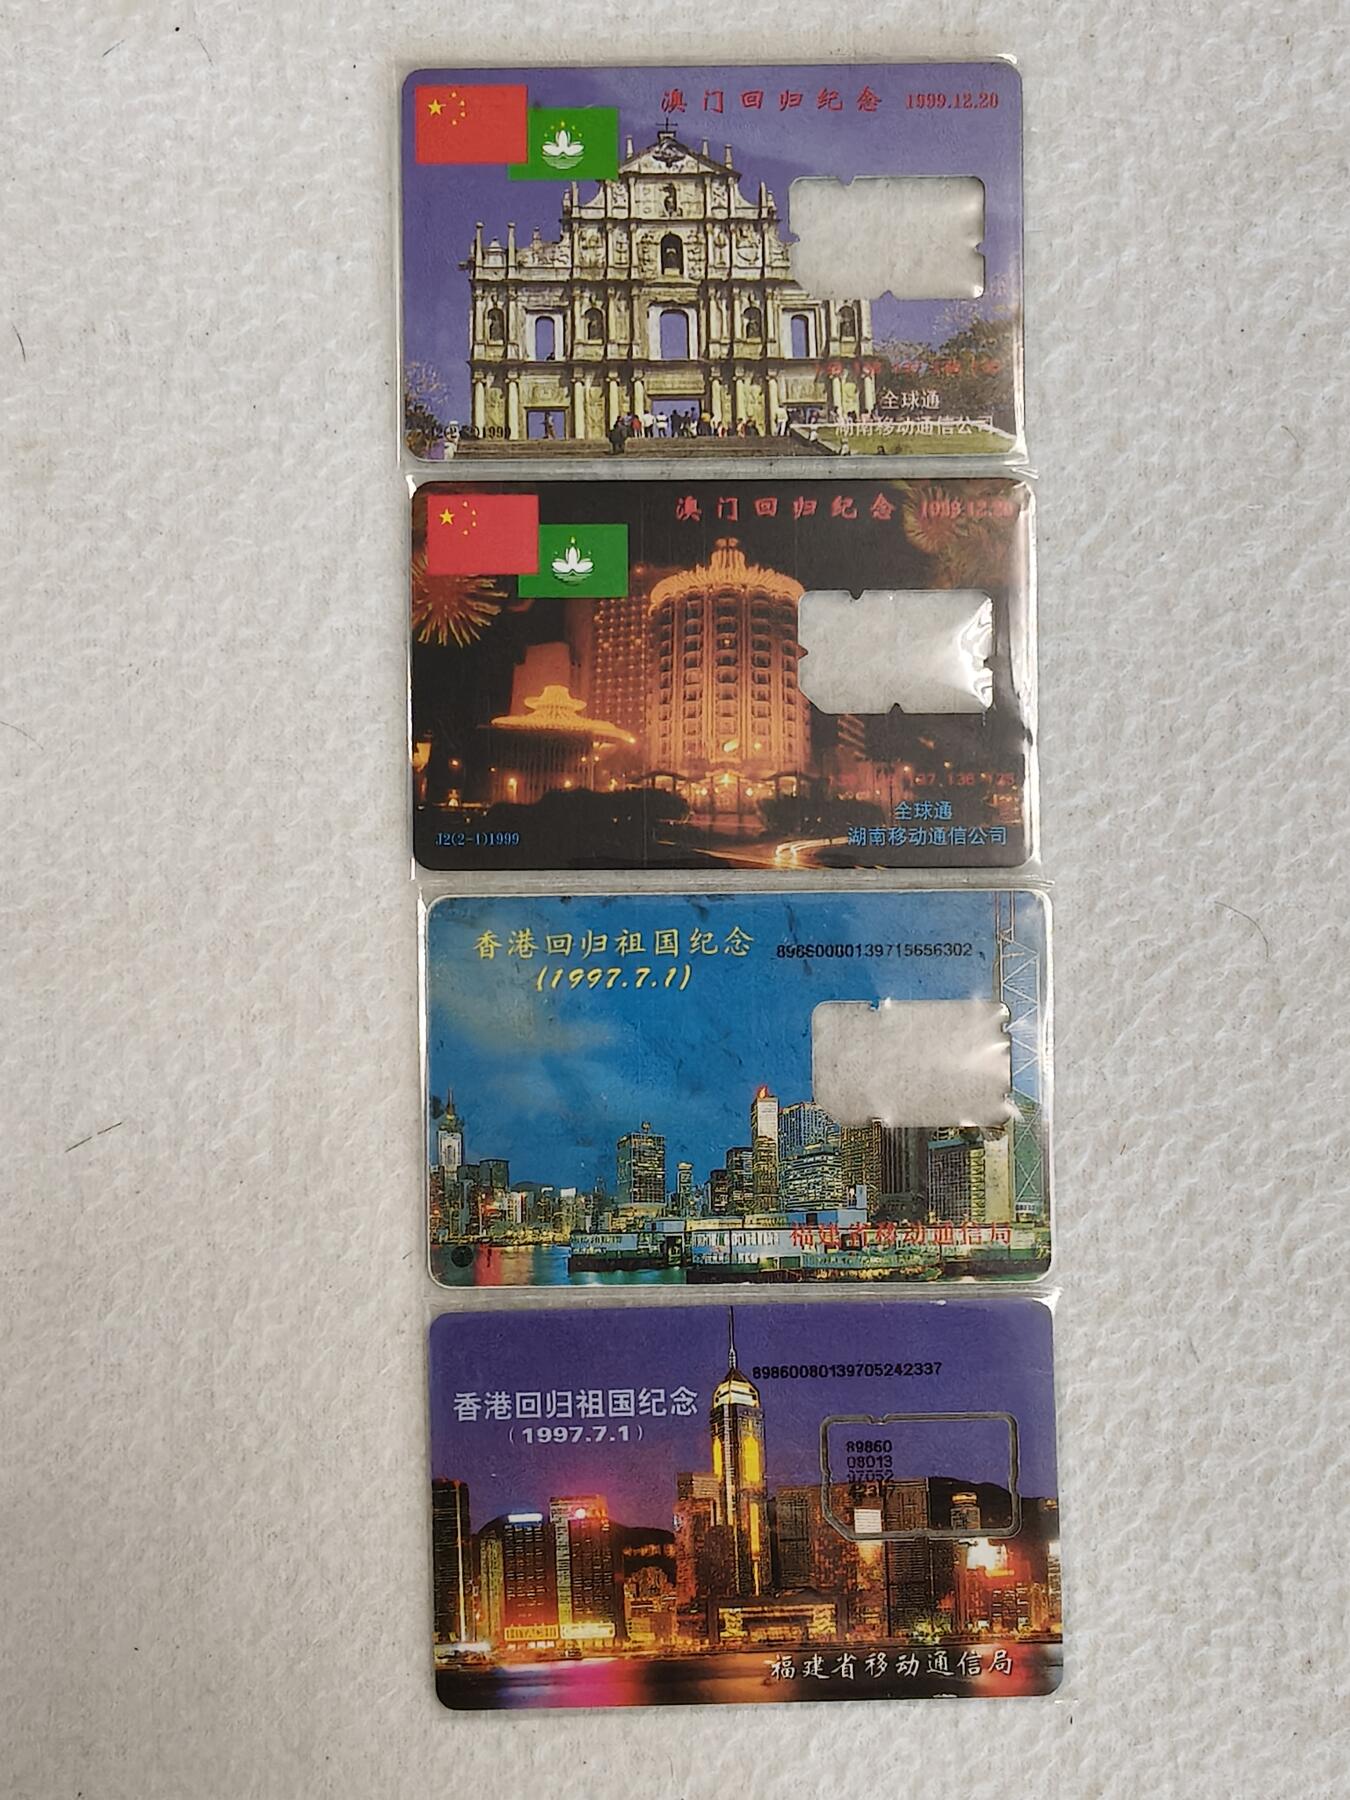 澳门回归纪念 1999.12.20
全球通
湖南移动通信公司
澳门回归纪念 1999.12.20
J2(2-1)1999
全球通
湖南移动通信公司
香港回归祖国纪念
(1997.7.1)
89860080139715656302
福建省移动通信局
89860080139705242337
香港回归祖国纪念
(1997.7.1)
89860
08013
97052
42337
福建省移动通信局